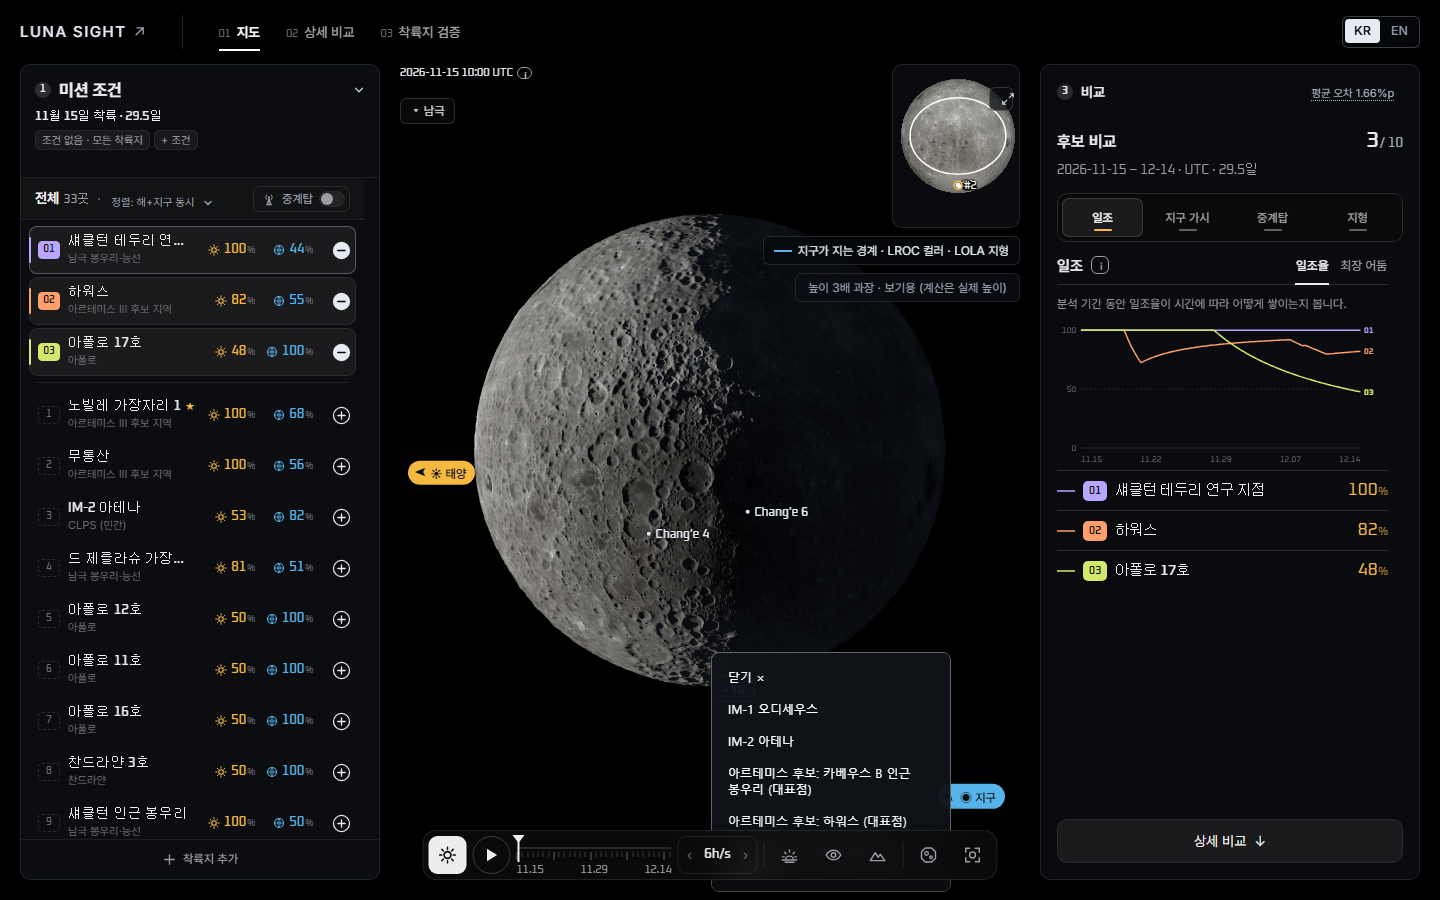 LUNA SIGHT ↗
01 지도
02 상세 비교
03 착륙지 검증
KR EN
1 미션 조건
11월 15일 착륙 · 29.5일
조건 없음 · 모든 착륙지
+ 조건
전체 33곳 · 정렬: 해+지구 동시
중계탑
01 섀클턴 테두리 연... 100% 44%
남극 봉우리·능선
02 하워스 82% 55%
아르테미스 III 후보 지역
03 아폴로 17호 48% 100%
아폴로
1 노빌레 가장자리 1 ★ 100% 68%
아르테미스 III 후보 지역
2 무통산 100% 56%
아르테미스 III 후보 지역
3 IM-2 아테나 53% 82%
CLPS (민간)
4 드 제를라슈 가장... 81% 51%
남극 봉우리·능선
5 아폴로 12호 50% 100%
아폴로
6 아폴로 11호 50% 100%
아폴로
7 아폴로 16호 50% 100%
아폴로
8 찬드라얀 3호 50% 100%
찬드라얀
9 섀클턴 인근 봉우리 100% 50%
남극 봉우리·능선
+ 착륙지 추가
2026-11-15 10:00 UTC i
남극
#2
지구가 지는 경계 · LROC 컬러 · LOLA 지형
높이 3배 과장 · 보기용 (계산은 실제 높이)
태양
Chang'e 6
Chang'e 4
+16
닫기 ×
IM-1 오디세우스
IM-2 아테나
아르테미스 후보: 카베우스 B 인근
봉우리 (대표점)
아르테미스 후보: 하워스 (대표점)
지구
11.15 11.29 12.14
‹ 6h/s ›
3 비교
평균 오차 1.66%p
후보 비교
3 / 10
2026-11-15 – 12-14 · UTC · 29.5일
일조
지구 가시
중계탑
지형
일조 i
일조율 최장 어둠
분석 기간 동안 일조율이 시간에 따라 어떻게 쌓이는지 봅니다.
100
50
0
01
02
03
11.15 11.22 11.29 12.07 12.14
01 섀클턴 테두리 연구 지점 100%
02 하워스 82%
03 아폴로 17호 48%
상세 비교 ↓